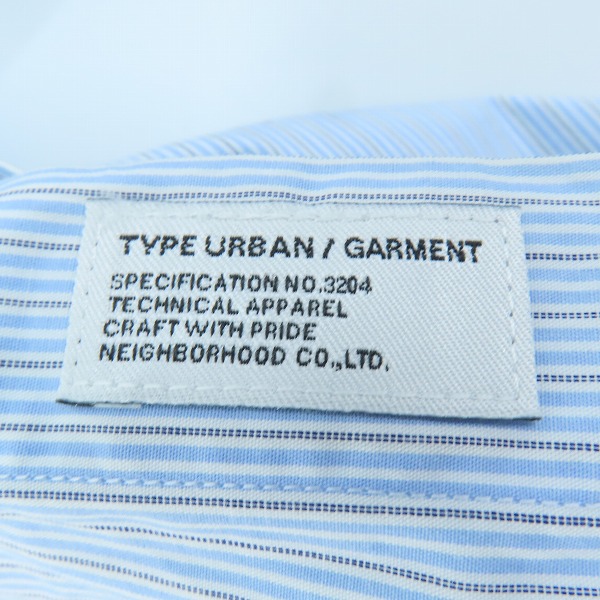 TYPE URBAN / GARMENT
SPECIFICATION NO.3204
TECHNICAL APPAREL
CRAFT WITH PRIDE
NEIGHBORHOOD CO.,LTD.